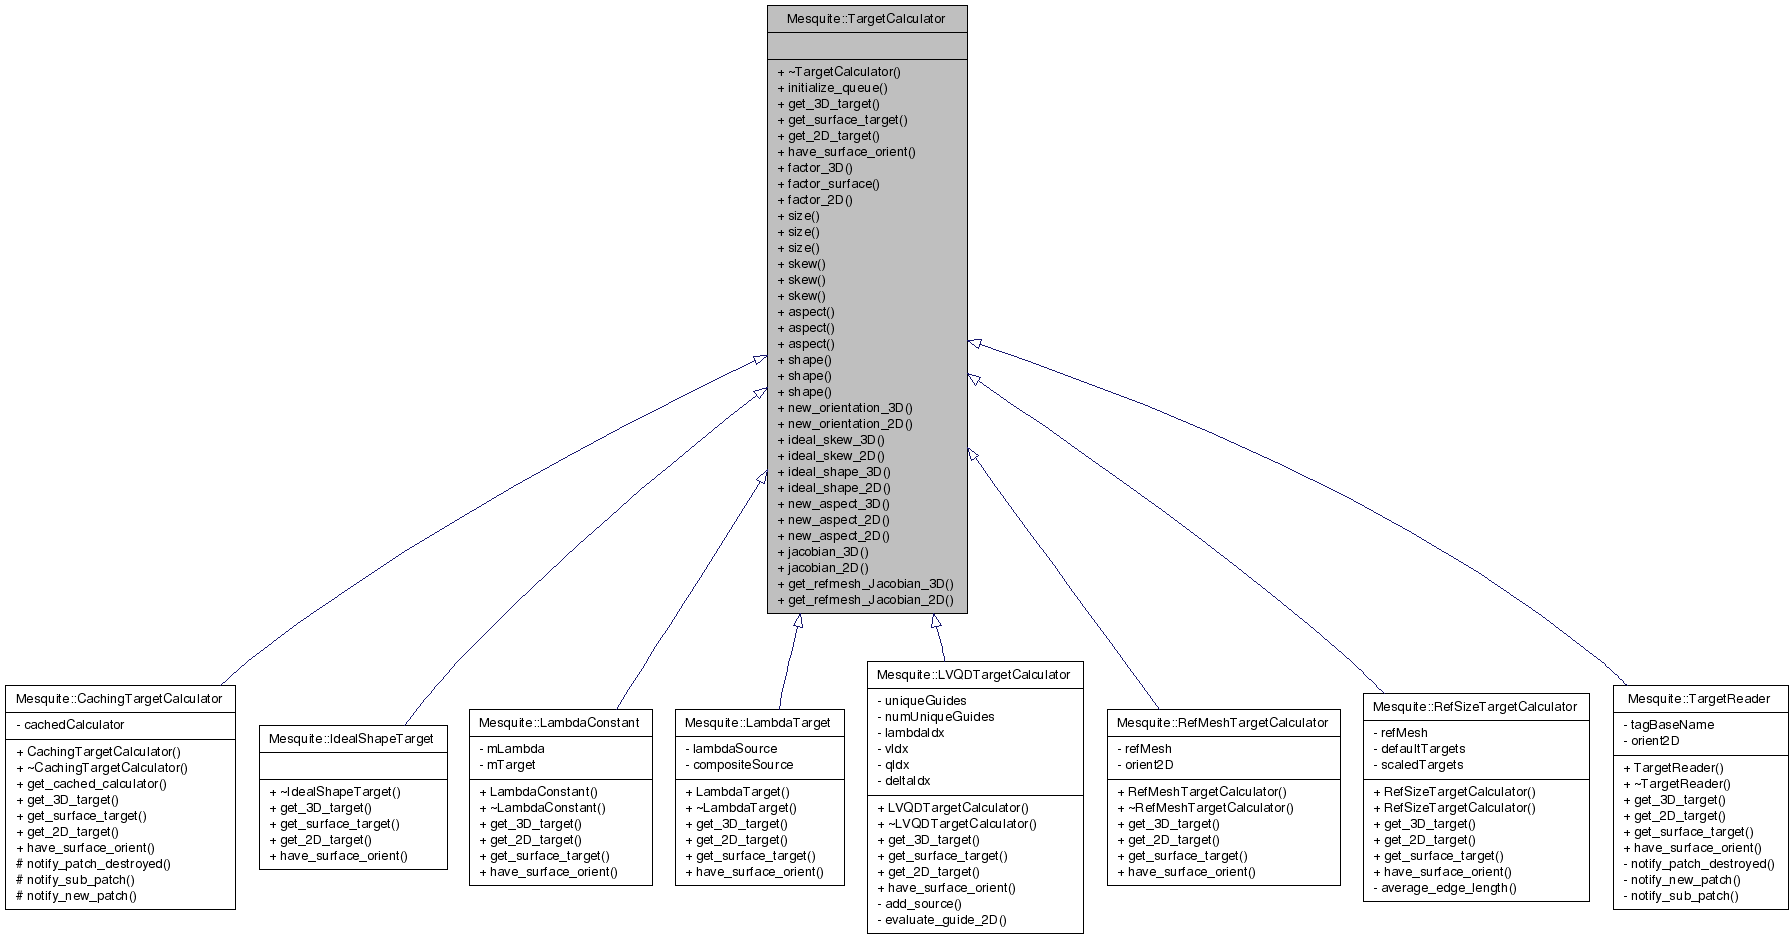 Mesquite::TargetCalculator
+ ~TargetCalculator()
+ initialize_queue()
+ get_3D_target()
+ get_surface_target()
+ get_2D_target()
+ have_surface_orient()
+ factor_3D()
+ factor_surface()
+ factor_2D()
+ size()
+ size()
+ size()
+ skew()
+ skew()
+ skew()
+ aspect()
+ aspect()
+ aspect()
+ shape()
+ shape()
+ shape()
+ new_orientation_3D()
+ new_orientation_2D()
+ ideal_skew_3D()
+ ideal_skew_2D()
+ ideal_shape_3D()
+ ideal_shape_2D()
+ new_aspect_3D()
+ new_aspect_2D()
+ new_aspect_2D()
+ jacobian_3D()
+ jacobian_2D()
+ get_refmesh_Jacobian_3D()
+ get_refmesh_Jacobian_2D()
Mesquite::CachingTargetCalculator
- cachedCalculator
+ CachingTargetCalculator()
+ ~CachingTargetCalculator()
+ get_cached_calculator()
+ get_3D_target()
+ get_surface_target()
+ get_2D_target()
+ have_surface_orient()
# notify_patch_destroyed()
# notify_sub_patch()
# notify_new_patch()
Mesquite::IdealShapeTarget
+ ~IdealShapeTarget()
+ get_3D_target()
+ get_surface_target()
+ get_2D_target()
+ have_surface_orient()
Mesquite::LambdaConstant
- mLambda
- mTarget
+ LambdaConstant()
+ ~LambdaConstant()
+ get_3D_target()
+ get_2D_target()
+ get_surface_target()
+ have_surface_orient()
Mesquite::LambdaTarget
- lambdaSource
- compositeSource
+ LambdaTarget()
+ ~LambdaTarget()
+ get_3D_target()
+ get_2D_target()
+ get_surface_target()
+ have_surface_orient()
Mesquite::LVQDTargetCalculator
- uniqueGuides
- numUniqueGuides
- lambdaIdx
- vIdx
- qIdx
- deltaIdx
+ LVQDTargetCalculator()
+ ~LVQDTargetCalculator()
+ get_3D_target()
+ get_surface_target()
+ get_2D_target()
+ have_surface_orient()
- add_source()
- evaluate_guide_2D()
Mesquite::RefMeshTargetCalculator
- refMesh
- orient2D
+ RefMeshTargetCalculator()
+ ~RefMeshTargetCalculator()
+ get_3D_target()
+ get_2D_target()
+ get_surface_target()
+ have_surface_orient()
Mesquite::RefSizeTargetCalculator
- refMesh
- defaultTargets
- scaledTargets
+ RefSizeTargetCalculator()
+ RefSizeTargetCalculator()
+ get_3D_target()
+ get_2D_target()
+ get_surface_target()
+ have_surface_orient()
- average_edge_length()
Mesquite::TargetReader
- tagBaseName
- orient2D
+ TargetReader()
+ ~TargetReader()
+ get_3D_target()
+ get_2D_target()
+ get_surface_target()
+ have_surface_orient()
- notify_patch_destroyed()
- notify_new_patch()
- notify_sub_patch()